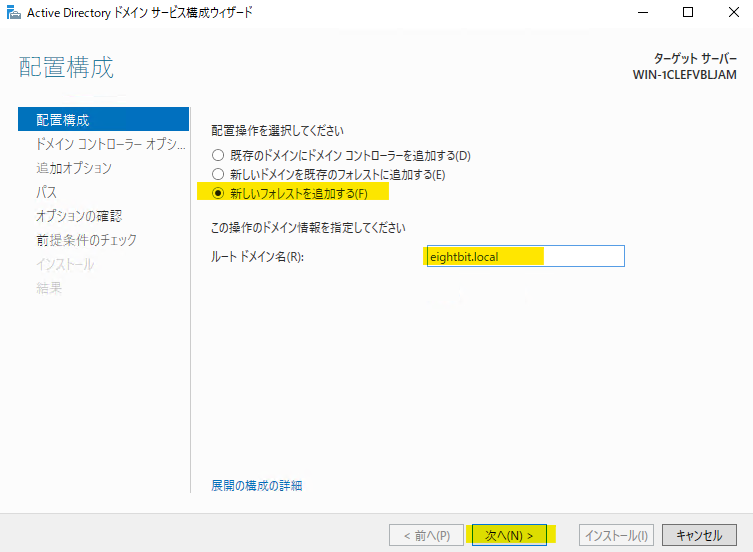 Active Directory ドメイン サービス構成ウィザード
配置構成
ターゲット サーバー
WIN-1CLEFVBLJAM
配置構成
ドメイン コントローラー オプシ...
追加オプション
パス
オプションの確認
前提条件のチェック
インストール
結果
配置操作を選択してください
既存のドメインにドメイン コントローラーを追加する(D)
新しいドメインを既存のフォレストに追加する(E)
新しいフォレストを追加する(F)
この操作のドメイン情報を指定してください
ルート ドメイン名(R):
eightbit.local
展開の構成の詳細
< 前へ(P)
次へ(N) >
インストール(I)
キャンセル